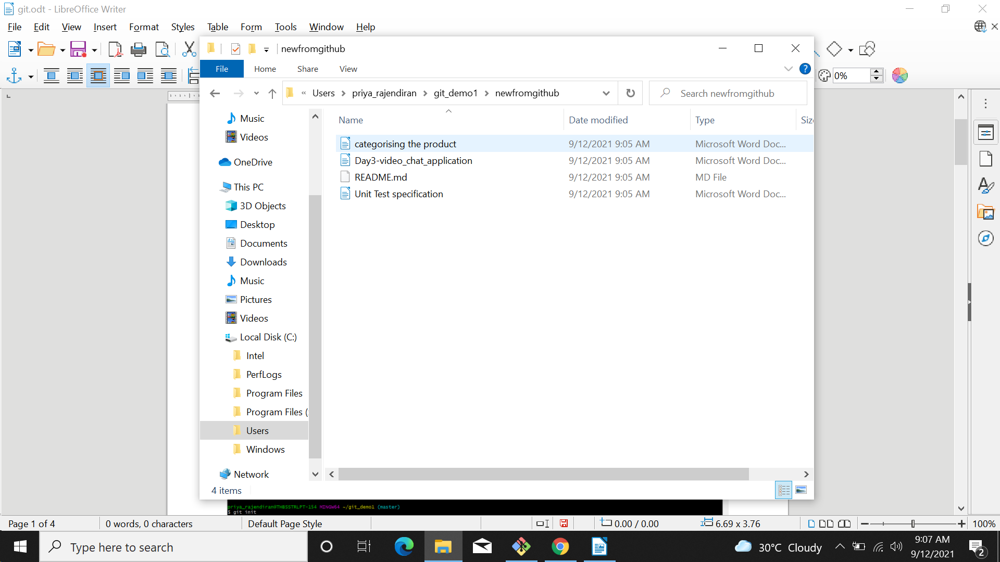 git.odt - LibreOffice Writer
File Edit View Insert Format Styles Table Form Tools Window Help
newfromgithub
File Home Share View
?
0%
« Users > priya_rajendiran > git_demo1 > newfromgithub
Search newfromgithub
Name Date modified Type Siz
categorising the product 9/12/2021 9:05 AM Microsoft Word Doc...
Day3-video_chat_application 9/12/2021 9:05 AM Microsoft Word Doc...
README.md 9/12/2021 9:05 AM MD File
Unit Test specification 9/12/2021 9:05 AM Microsoft Word Doc...
Music
Videos
OneDrive
This PC
3D Objects
Desktop
Documents
Downloads
Music
Pictures
Videos
Local Disk (C:)
Intel
PerfLogs
Program Files
Program Files (
Users
Windows
Network
4 items
priya_rajendiran@THBSSTRLPT-154 MINGW64 ~/git_demo1 (master)
$ git init
Page 1 of 4 0 words, 0 characters Default Page Style 0.00 / 0.00 6.69 x 3.76 100%
Type here to search
30°C Cloudy
9:07 AM
9/12/2021
2